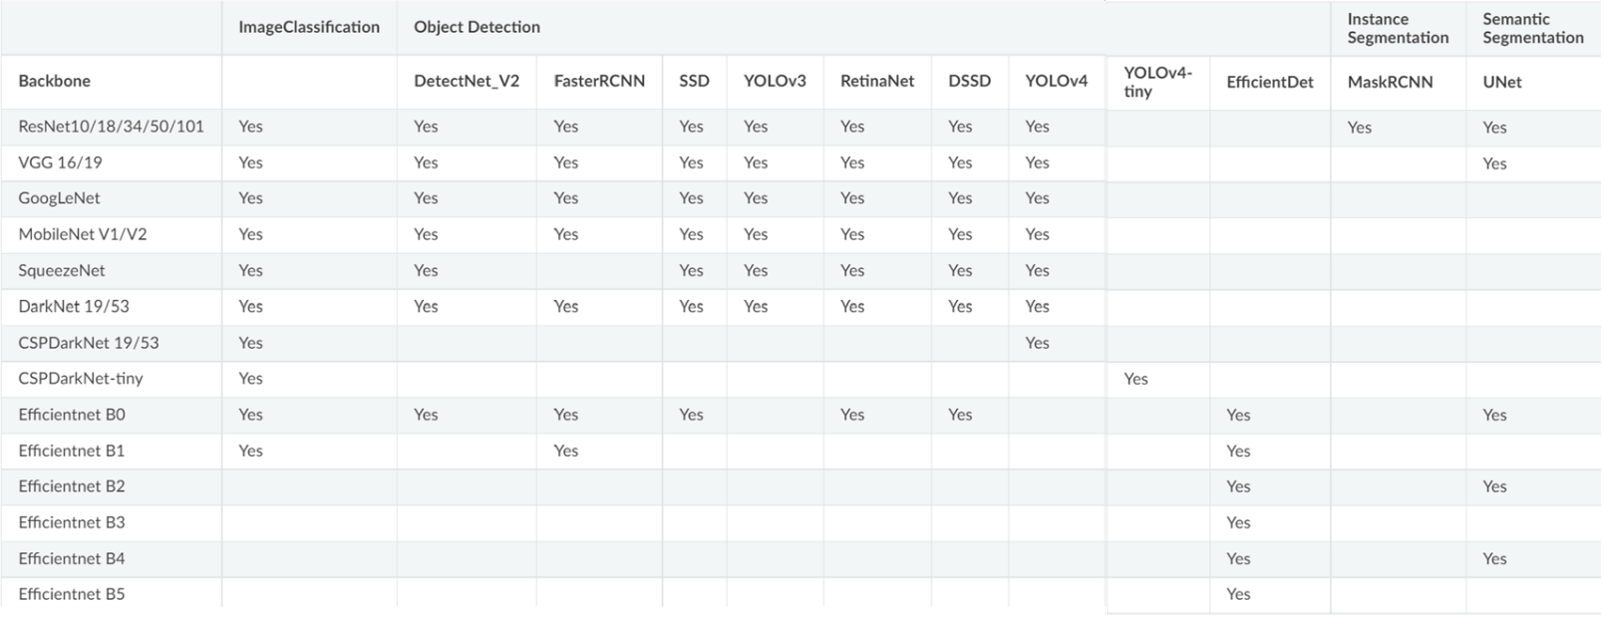 ImageClassification Object Detection Instance Segmentation Semantic Segmentation
Backbone DetectNet_V2 FasterRCNN SSD YOLOv3 RetinaNet DSSD YOLOv4 YOLOv4-tiny EfficientDet MaskRCNN UNet
ResNet10/18/34/50/101 Yes Yes Yes Yes Yes Yes Yes Yes Yes Yes
VGG 16/19 Yes Yes Yes Yes Yes Yes Yes Yes Yes
GoogLeNet Yes Yes Yes Yes Yes Yes Yes Yes
MobileNet V1/V2 Yes Yes Yes Yes Yes Yes Yes Yes
SqueezeNet Yes Yes Yes Yes Yes Yes Yes
DarkNet 19/53 Yes Yes Yes Yes Yes Yes Yes Yes
CSPDarkNet 19/53 Yes Yes
CSPDarkNet-tiny Yes Yes
Efficientnet B0 Yes Yes Yes Yes Yes Yes Yes Yes
Efficientnet B1 Yes Yes Yes
Efficientnet B2 Yes Yes
Efficientnet B3 Yes
Efficientnet B4 Yes Yes
Efficientnet B5 Yes